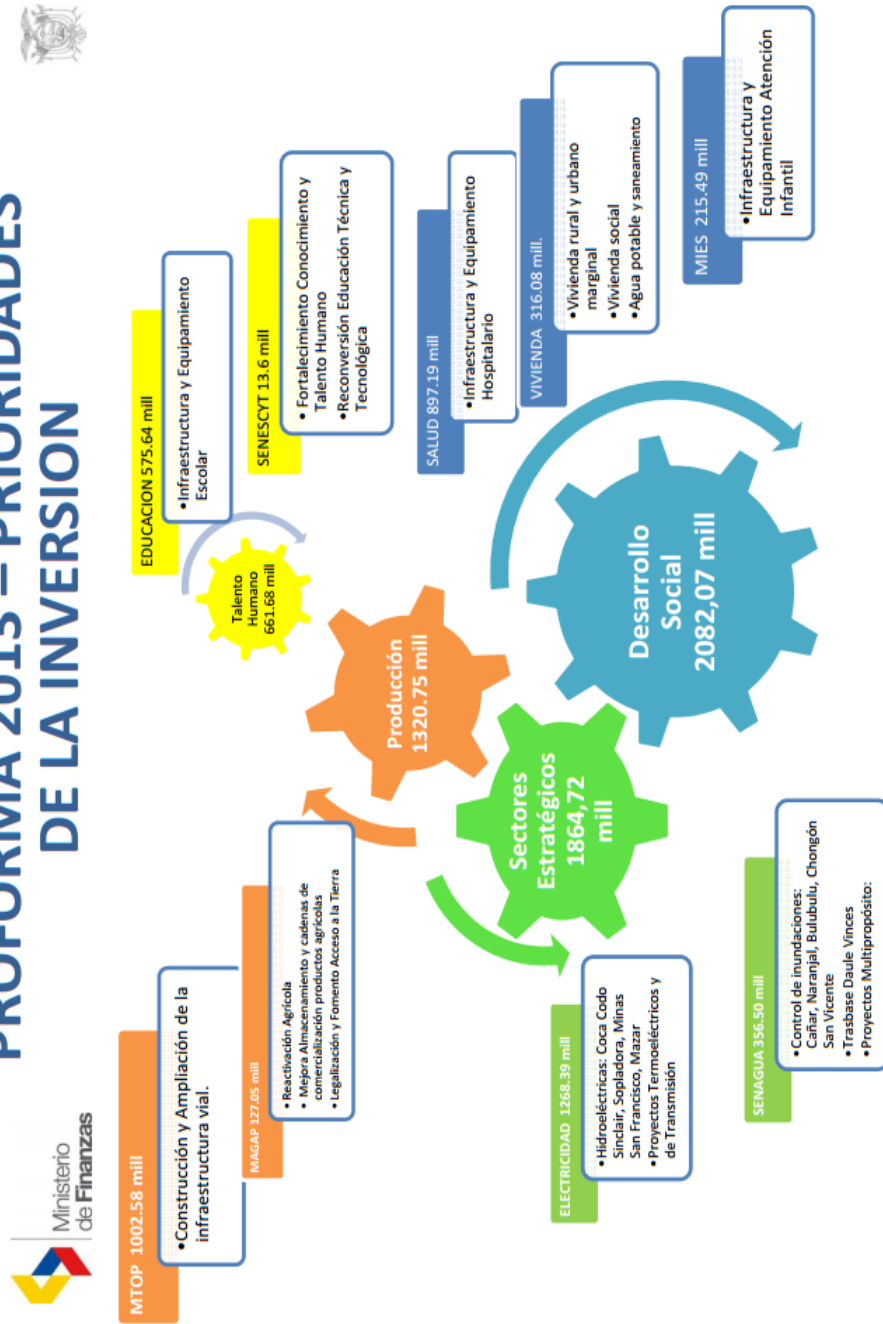 Ministerio
de Finanzas
PROFORMA 2013 – PRIORIDADES
DE LA INVERSION
MTOP 1002.58 mill
•Construcción y Ampliación de la
infraestructura vial.
MAGAP 127.05 mill
• Reactivación Agrícola
• Mejora Almacenamiento y cadenas de
comercialización productos agrícolas
• Legalización y Fomento Acceso a la Tierra
EDUCACION 575.64 mill
•Infraestructura y Equipamiento
Escolar
Talento
Humano
661.68 mill
SENESCYT 13.6 mill
• Fortalecimiento Conocimiento y
Talento Humano
•Reconversión Educación Técnica y
Tecnológica
Producción
1320.75 mill
SALUD 897.19 mill
•Infraestructura y Equipamiento
Hospitalario
Sectores
Estratégicos
1864,72
mill
Desarrollo
Social
2082,07 mill
VIVIENDA 316.08 mill.
•Vivienda rural y urbano
marginal
•Vivienda social
•Agua potable y saneamiento
ELECTRICIDAD 1268.39 mill
•Hidroeléctricas: Coca Codo
Sinclair, Sopladora, Minas
San Francisco, Mazar
•Proyectos Termoeléctricos y
de Transmisión
MIES 215.49 mill
•Infraestructura y
Equipamiento Atención
Infantil
SENAGUA 356.50 mill
•Control de inundaciones:
Cañar, Naranjal, Bulubulu, Chongón
San Vicente
•Trasbase Daule Vinces
•Proyectos Multipropósito: